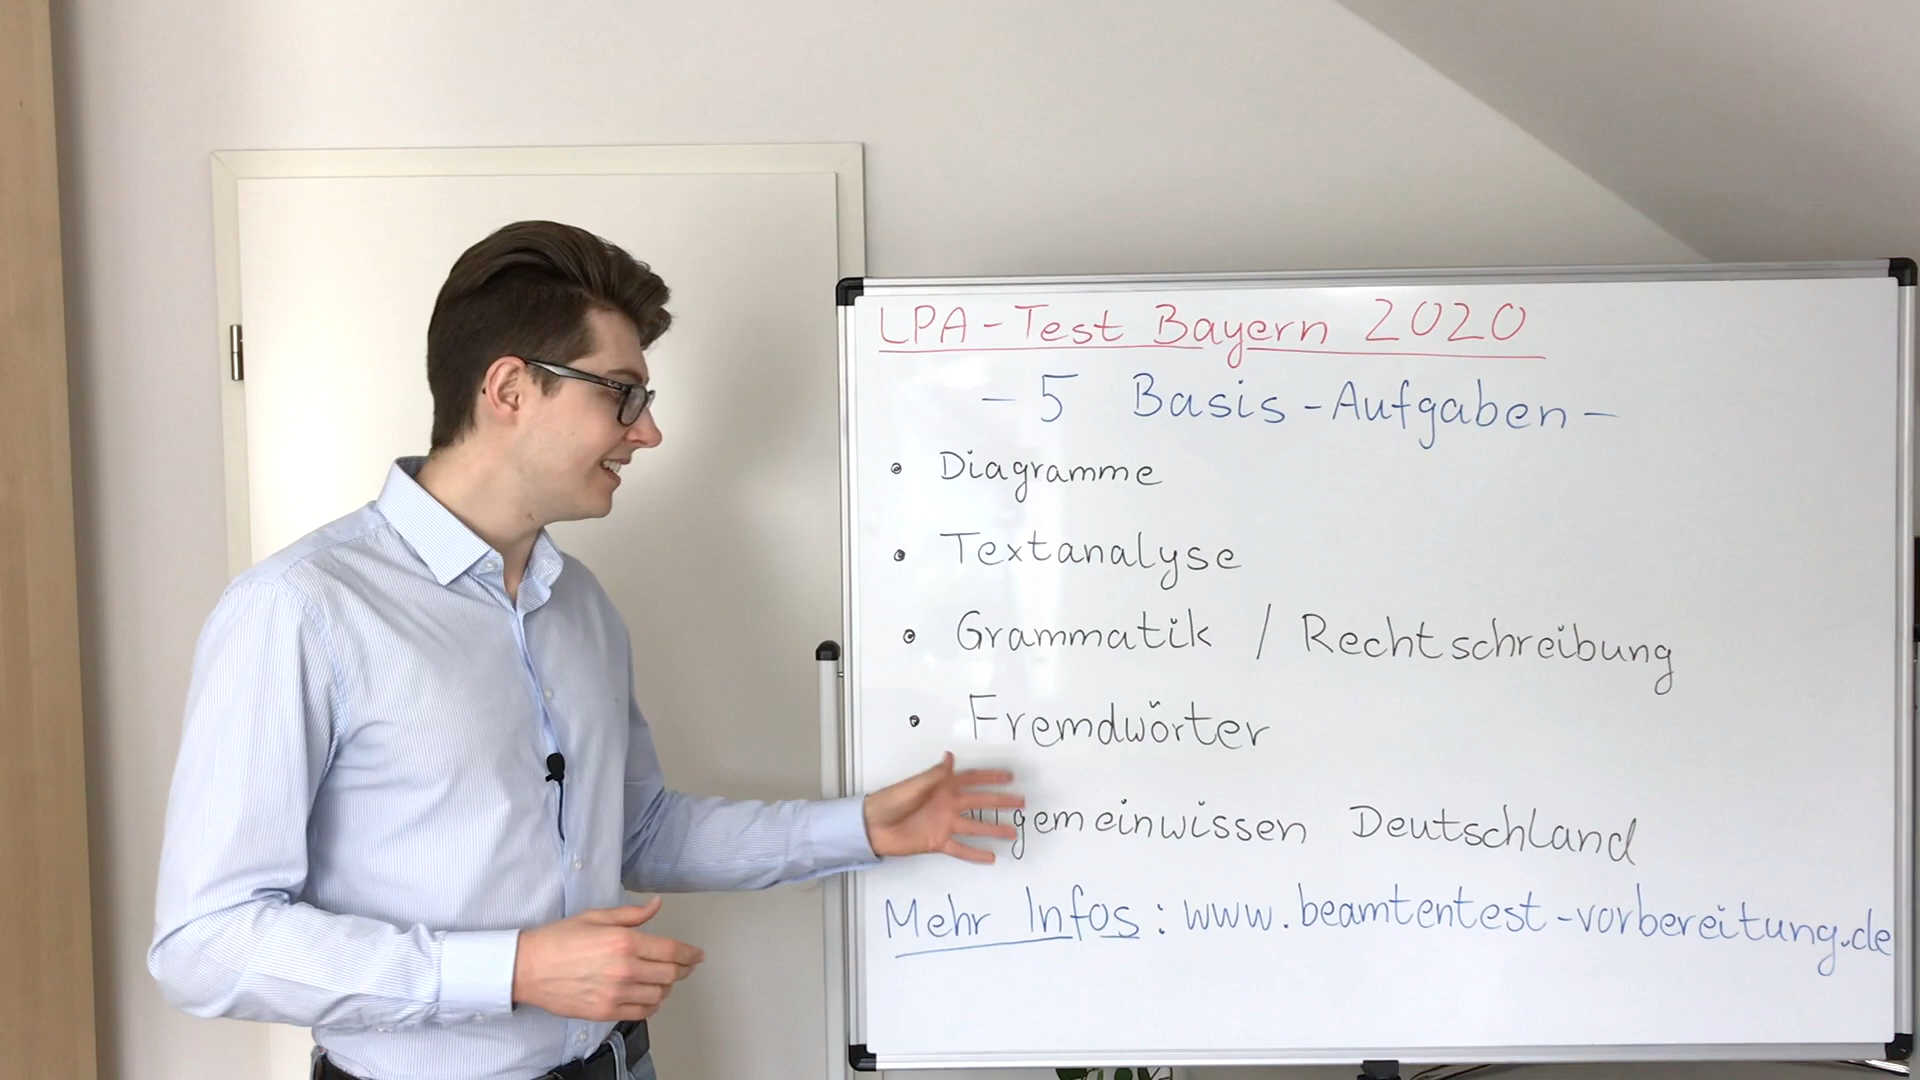 LPA-Test Bayern 2020
- 5 Basis-Aufgaben -
• Diagramme
• Textanalyse
• Grammatik / Rechtschreibung
• Fremdwörter
Deutschland
Mehr Infos: www.beamtentest-vorbereitung.de